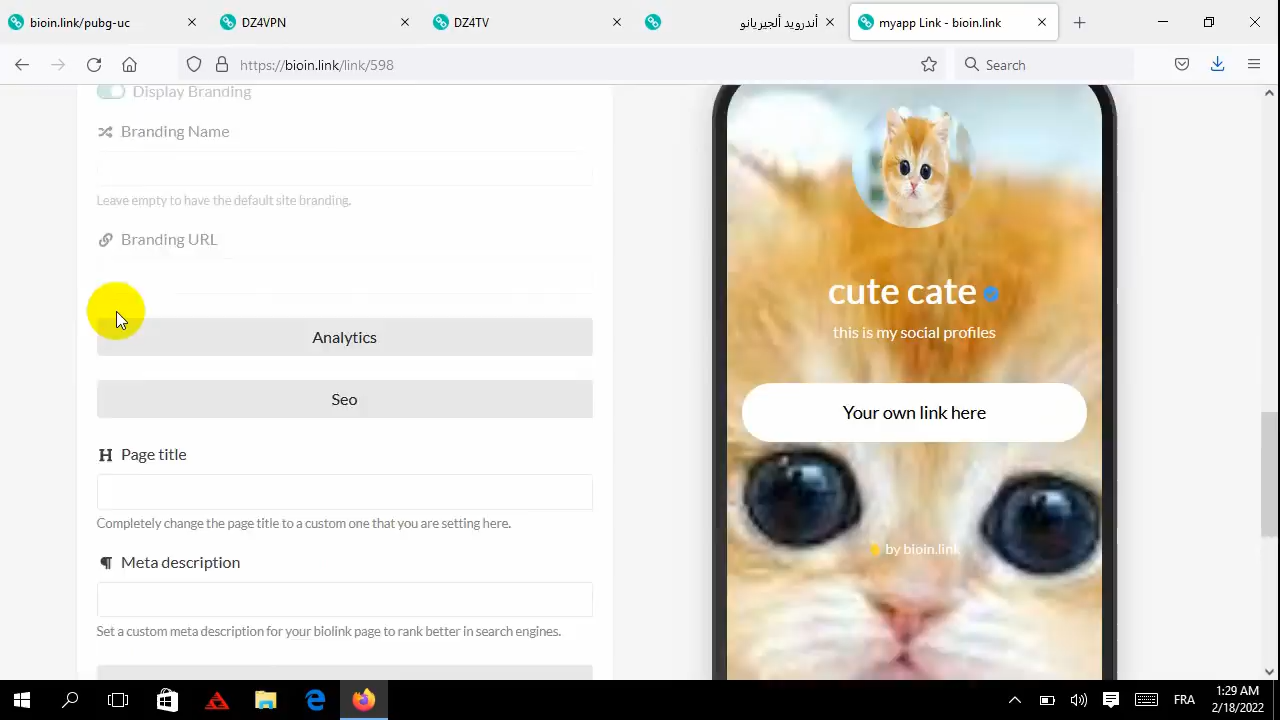 bioin.link/pubg-uc
DZ4VPN
DZ4TV
أندرويد ألجيريانو
myapp Link - bioin.link
https://bioin.link/link/598
Search
Display Branding
Branding Name
Leave empty to have the default site branding.
Branding URL
Analytics
Seo
Page title
Completely change the page title to a custom one that you are setting here.
Meta description
Set a custom meta description for your biolink page to rank better in search engines.
cute cate
this is my social profiles
Your own link here
by bioin.link
FRA
1:29 AM
2/18/2022